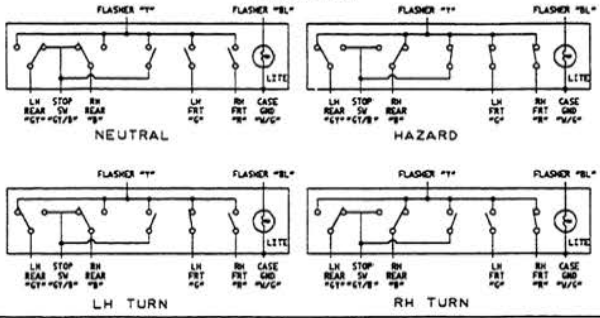 FLASHER "Y" FLASHER "BL" FLASHER "Y" FLASHER "BL"
LITE LITE
LH STOP RH LH RH CASE LH STOP RH LH RH CASE
REAR SW REAR FRT FRT GND REAR SW REAR FRT FRT GND
"GY" "GY/B" "B" "G" "R" "W/G" "GY" "GY/B" "B" "G" "R" "W/G"
NEUTRAL HAZARD
FLASHER "Y" FLASHER "BL" FLASHER "Y" FLASHER "BL"
LITE LITE
LH STOP RH LH RH CASE LH STOP RH LH RH CASE
REAR SW REAR FRT FRT GND REAR SW REAR FRT FRT GND
"GY" "GY/B" "B" "G" "R" "W/G" "GY" "GY/B" "B" "G" "R" "W/G"
LH TURN RH TURN